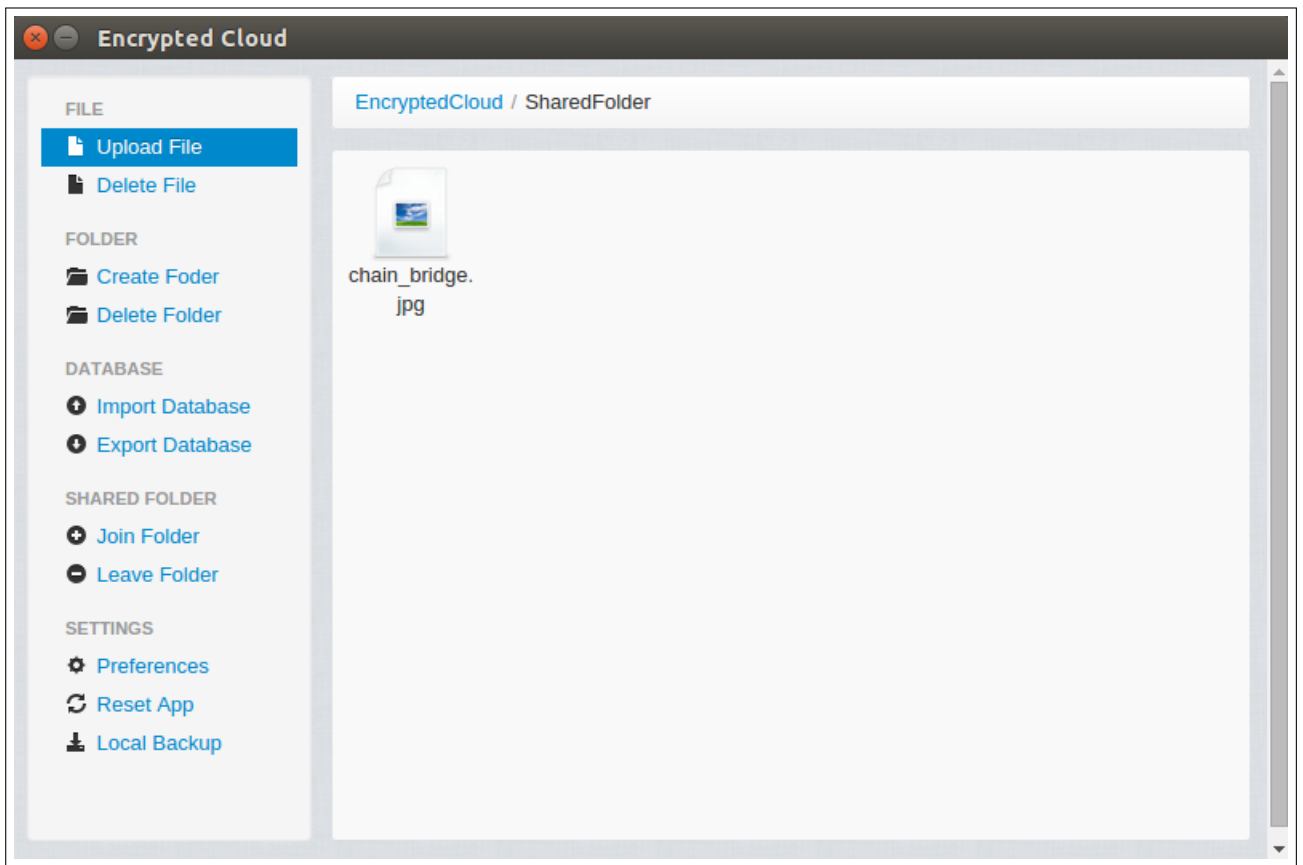 Encrypted Cloud
FILE
Upload File
Delete File
FOLDER
Create Foder
Delete Folder
DATABASE
Import Database
Export Database
SHARED FOLDER
Join Folder
Leave Folder
SETTINGS
Preferences
Reset App
Local Backup
EncryptedCloud / SharedFolder
chain_bridge.
jpg